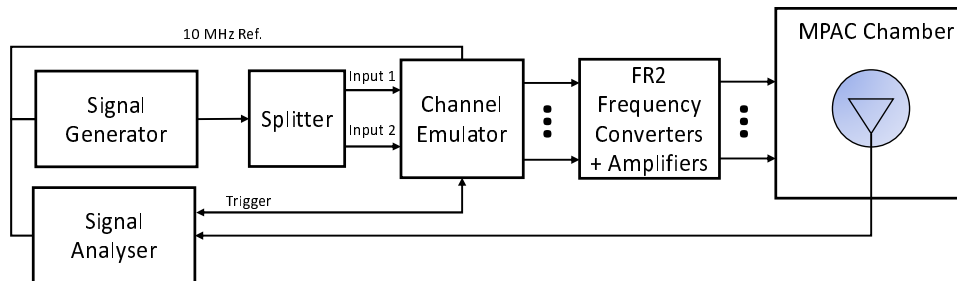 10 MHz Ref.
MPAC Chamber
Signal
Generator
Splitter
Input 1
Input 2
Channel
Emulator
FR2
Frequency
Converters
+ Amplifiers
Trigger
Signal
Analyser